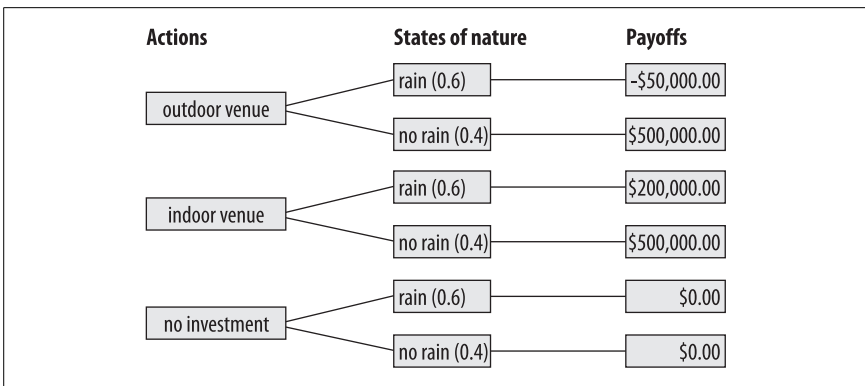 Actions States of nature Payoffs
rain (0.6) -$50,000.00
outdoor venue
no rain (0.4) $500,000.00
rain (0.6) $200,000.00
indoor venue
no rain (0.4) $500,000.00
rain (0.6) $0.00
no investment
no rain (0.4) $0.00